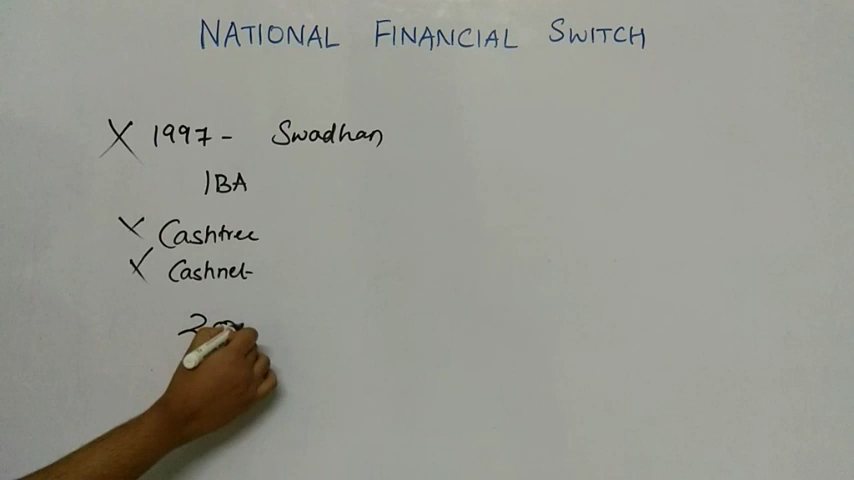 NATIONAL FINANCIAL SWITCH
X 1997 - Swadhan
IBA
X Cashtree
X Cashnet